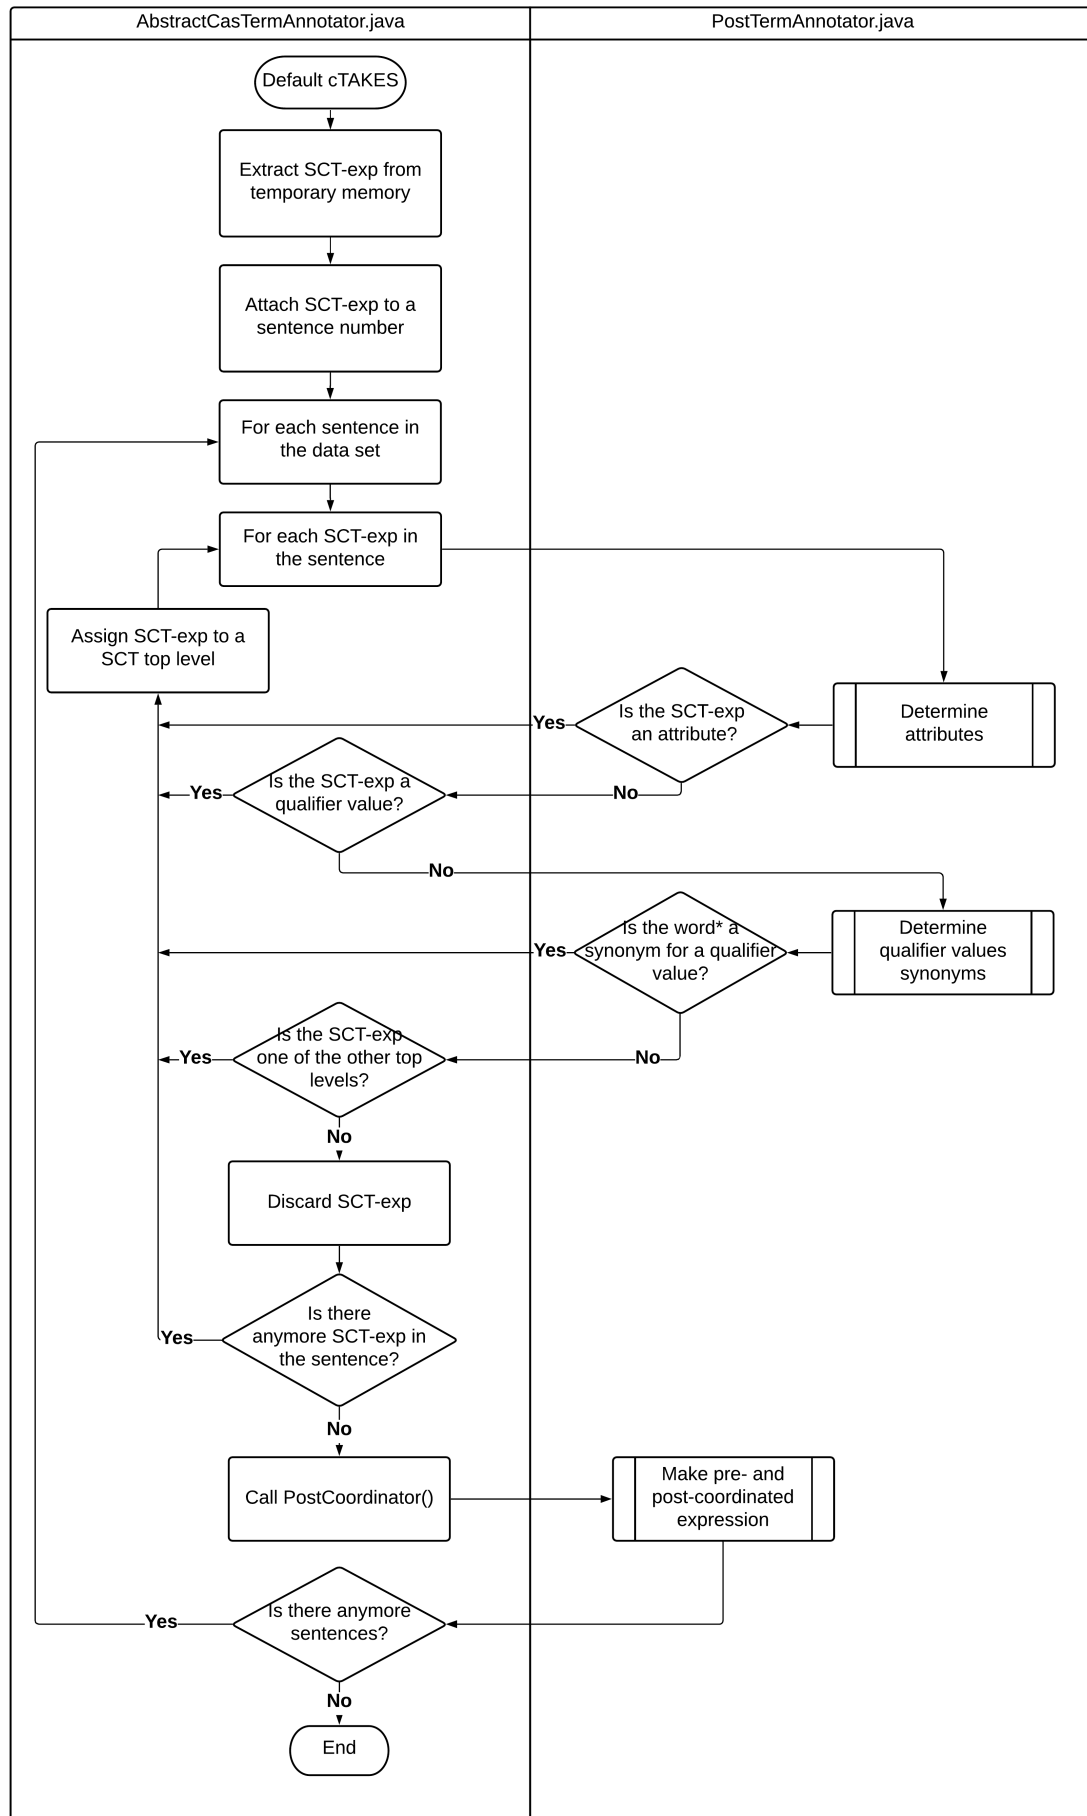 AbstractCasTermAnnotator.java
PostTermAnnotator.java
Default cTAKES
Extract SCT-exp from
temporary memory
Attach SCT-exp to a
sentence number
For each sentence in
the data set
For each SCT-exp in
the sentence
Assign SCT-exp to a
SCT top level
Is the SCT-exp
an attribute?
Yes
Determine
attributes
Is the SCT-exp a
qualifier value?
Yes
No
No
Is the word* a
synonym for a qualifier
value?
Yes
Determine
qualifier values
synonyms
Is the SCT-exp
one of the other top
levels?
Yes
No
No
Discard SCT-exp
Is there
anymore SCT-exp in
the sentence?
Yes
No
Call PostCoordinator()
Make pre- and
post-coordinated
expression
Is there anymore
sentences?
Yes
No
End